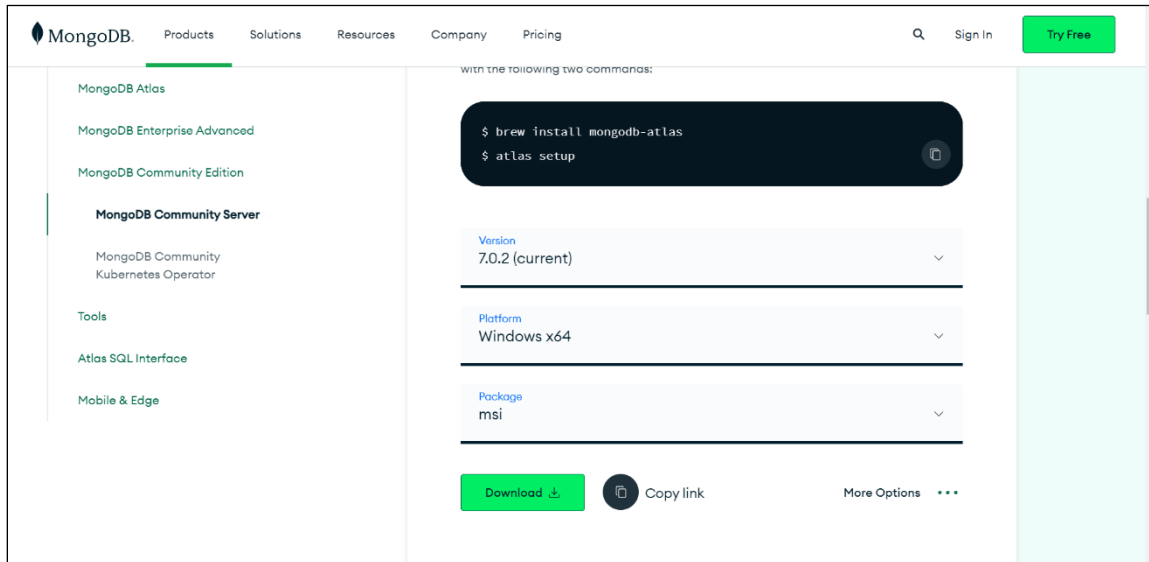 MongoDB.
Products
Solutions
Resources
Company
Pricing
Sign In
Try Free
MongoDB Atlas
MongoDB Enterprise Advanced
MongoDB Community Edition
MongoDB Community Server
MongoDB Community
Kubernetes Operator
Tools
Atlas SQL Interface
Mobile & Edge
with the following two commands:
$ brew install mongodb-atlas
$ atlas setup
Version
7.0.2 (current)
Platform
Windows x64
Package
msi
Download
Copy link
More Options